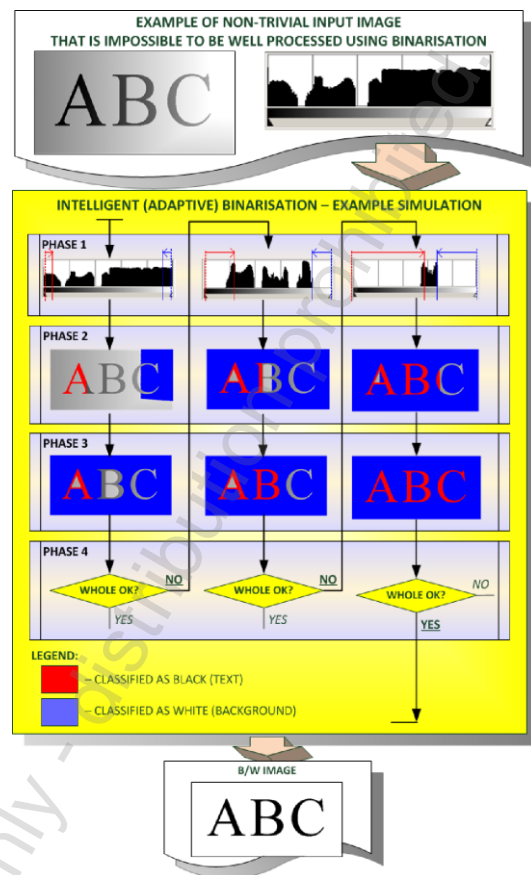 EXAMPLE OF NON-TRIVIAL INPUT IMAGE
THAT IS IMPOSSIBLE TO BE WELL PROCESSED USING BINARISATION
ABC
INTELLIGENT (ADAPTIVE) BINARISATION – EXAMPLE SIMULATION
PHASE 1
PHASE 2
ABC ABC ABC
PHASE 3
ABC ABC ABC
PHASE 4
WHOLE OK? NO WHOLE OK? NO WHOLE OK? NO
YES YES YES
LEGEND:
– CLASSIFIED AS BLACK (TEXT)
– CLASSIFIED AS WHITE (BACKGROUND)
B/W IMAGE
ABC
only - distribution prohibited.